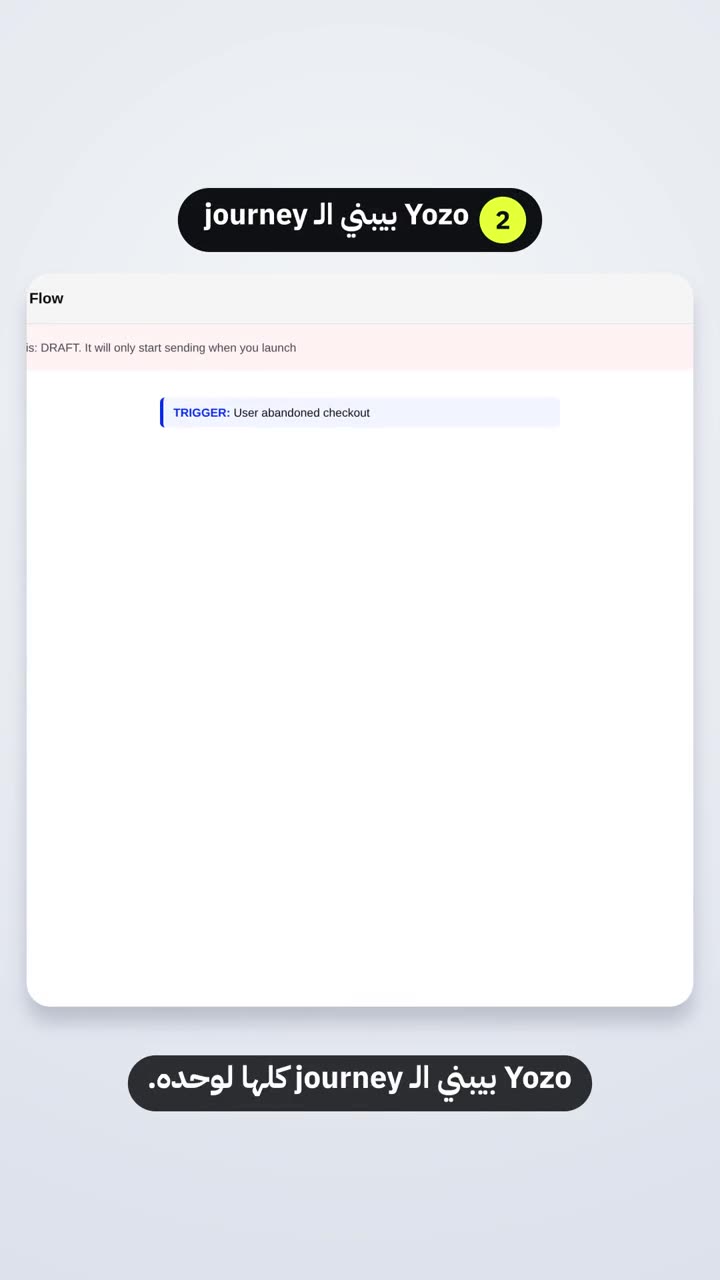 2 Yozo بيبني الـ journey
Flow
is: DRAFT. It will only start sending when you launch
TRIGGER: User abandoned checkout
Yozo بيبني الـ journey كلها لوحده.